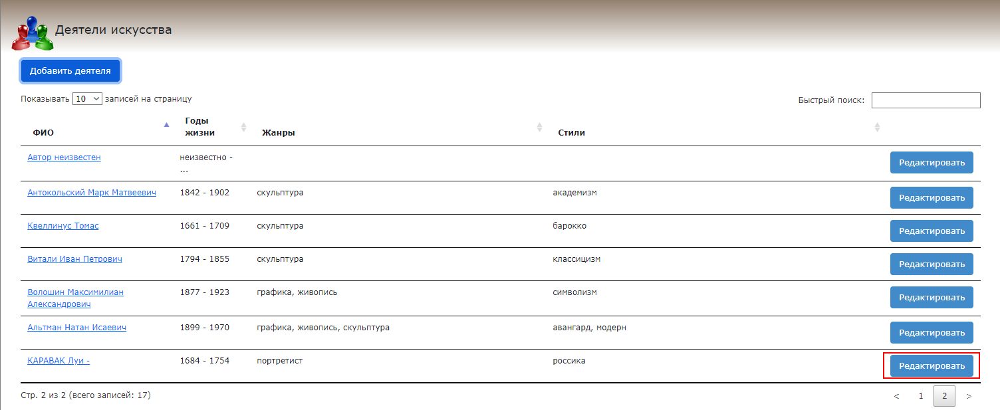 Деятели искусства
Добавить деятеля
Показывать 10 записей на страницу
Быстрый поиск:
ФИО Годы жизни Жанры Стили
Автор неизвестен неизвестно - ... Редактировать
Антокольский Марк Матвеевич 1842 - 1902 скульптура академизм Редактировать
Квеллинус Томас 1661 - 1709 скульптура барокко Редактировать
Витали Иван Петрович 1794 - 1855 скульптура классицизм Редактировать
Волошин Максимилиан Александрович 1877 - 1923 графика, живопись символизм Редактировать
Альтман Натан Исаевич 1899 - 1970 графика, живопись, скульптура авангард, модерн Редактировать
КАРАВАК Луи - 1684 - 1754 портретист россика Редактировать
Стр. 2 из 2 (всего записей: 17)
< 1 2 >